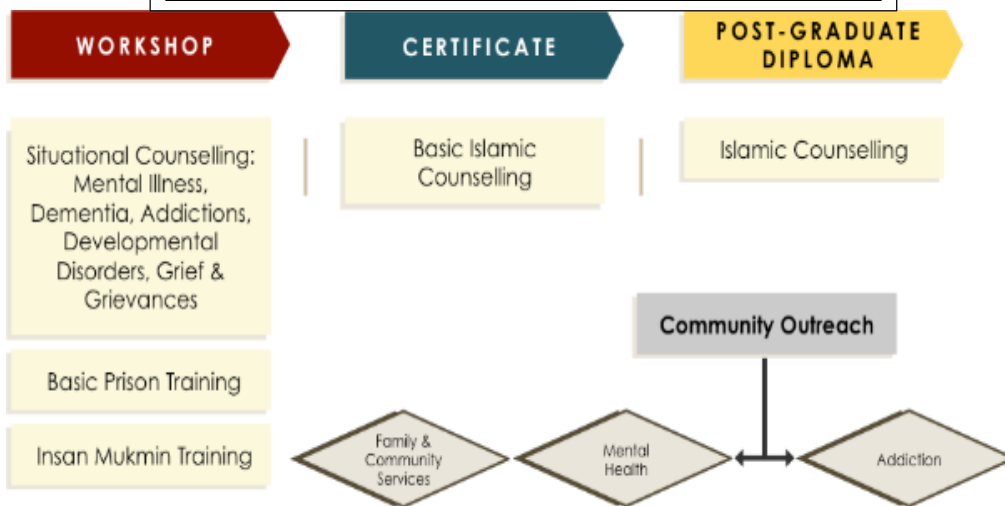 WORKSHOP
CERTIFICATE
POST-GRADUATE
DIPLOMA
Situational Counselling:
Mental Illness,
Dementia, Addictions,
Developmental
Disorders, Grief &
Grievances
Basic Prison Training
Insan Mukmin Training
Basic Islamic
Counselling
Islamic Counselling
Community Outreach
Family &
Community
Services
Mental
Health
Addiction